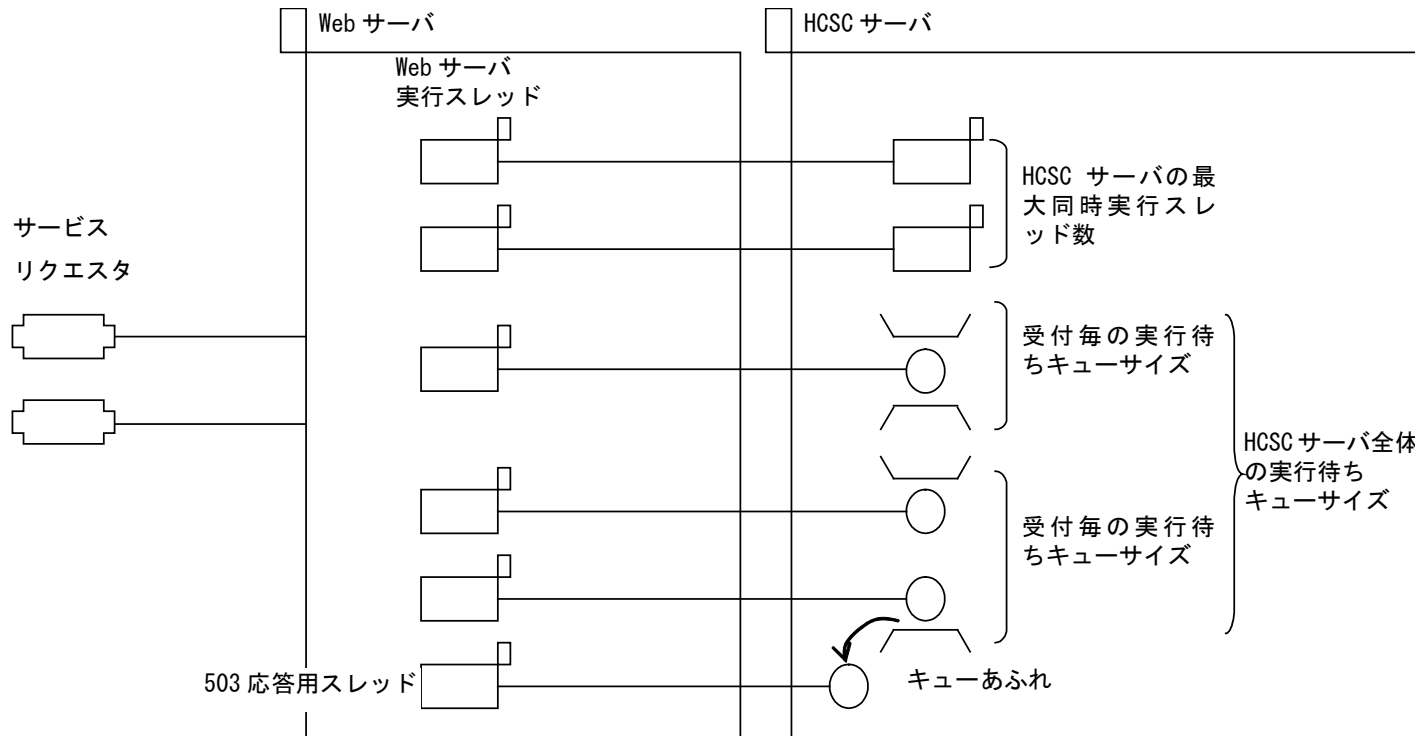 Web サーバ
HCSC サーバ
Web サーバ
実行スレッド
HCSC サーバの最
大同時実行スレ
ッド数
サービス
リクエスタ
受付毎の実行待
ちキューサイズ
HCSC サーバ全体
の実行待ち
キューサイズ
受付毎の実行待
ちキューサイズ
503 応答用スレッド
キューあふれ